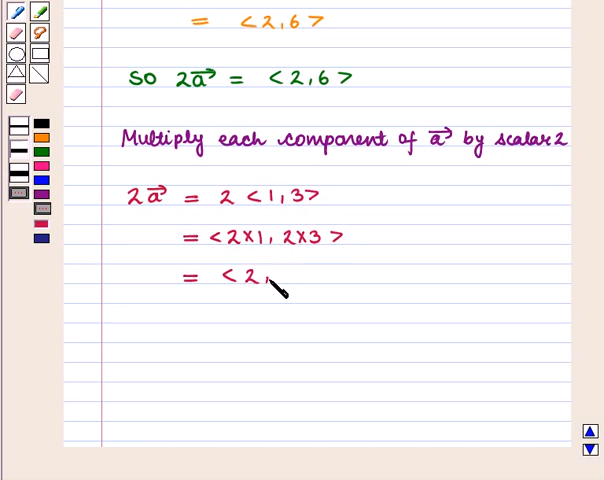 = <2,6>
So 2a⃗ = <2,6>
Multiply each component of a⃗ by scalar 2
2a⃗ = 2 <1,3>
= <2×1, 2×3>
= <2,